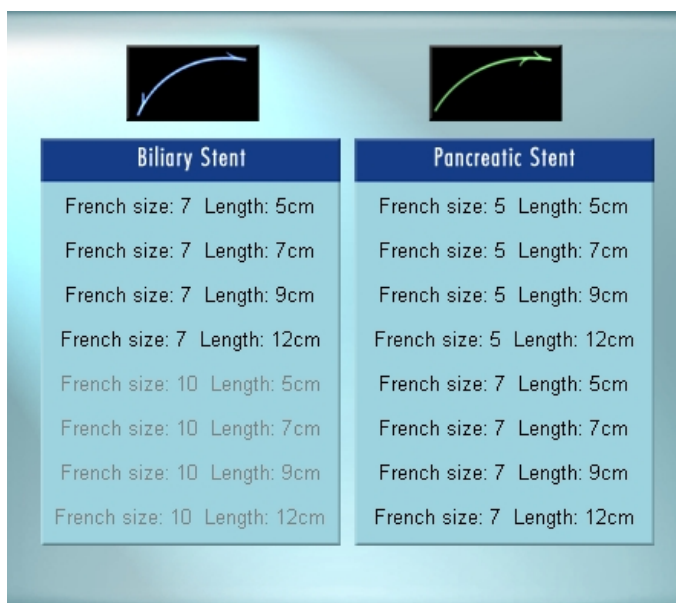 Biliary Stent
French size: 7 Length: 5cm
French size: 7 Length: 7cm
French size: 7 Length: 9cm
French size: 7 Length: 12cm
French size: 10 Length: 5cm
French size: 10 Length: 7cm
French size: 10 Length: 9cm
French size: 10 Length: 12cm
Pancreatic Stent
French size: 5 Length: 5cm
French size: 5 Length: 7cm
French size: 5 Length: 9cm
French size: 5 Length: 12cm
French size: 7 Length: 5cm
French size: 7 Length: 7cm
French size: 7 Length: 9cm
French size: 7 Length: 12cm